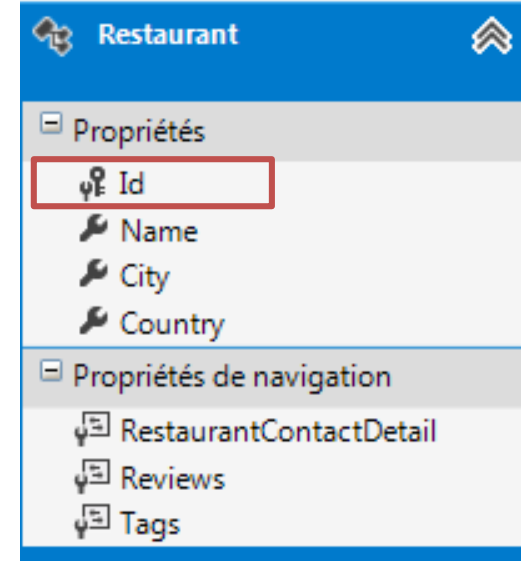 Restaurant
Propriétés
Id
Name
City
Country
Propriétés de navigation
RestaurantContactDetail
Reviews
Tags